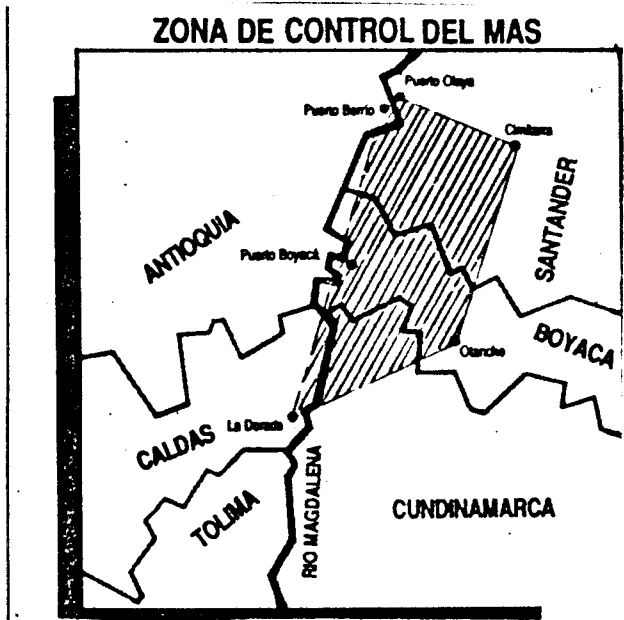 ZONA DE CONTROL DEL MAS
Puerto Olaya
Puerto Berrio
Cimitarra
SANTANDER
ANTIOQUIA
Puerto Boyacá
BOYACA
Otanche
La Dorada
CALDAS
TOLIMA
RIO MAGDALENA
CUNDINAMARCA